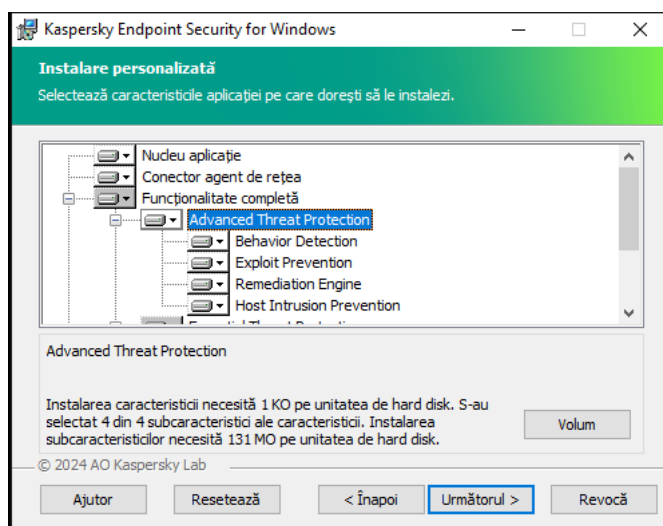 Kaspersky Endpoint Security for Windows
Instalare personalizată
Selectează caracteristicile aplicației pe care dorești să le instalezi.
Nucleu aplicație
Conector agent de rețea
Funcționalitate completă
Advanced Threat Protection
Behavior Detection
Exploit Prevention
Remediation Engine
Host Intrusion Prevention
Advanced Threat Protection
Instalarea caracteristicii necesită 1 KO pe unitatea de hard disk. S-au
selectat 4 din 4 subcaracteristici ale caracteristicii. Instalarea
subcaracteristicilor necesită 131 MO pe unitatea de hard disk.
Volum
© 2024 AO Kaspersky Lab
Ajutor Resetează < Înapoi Următorul > Revocă